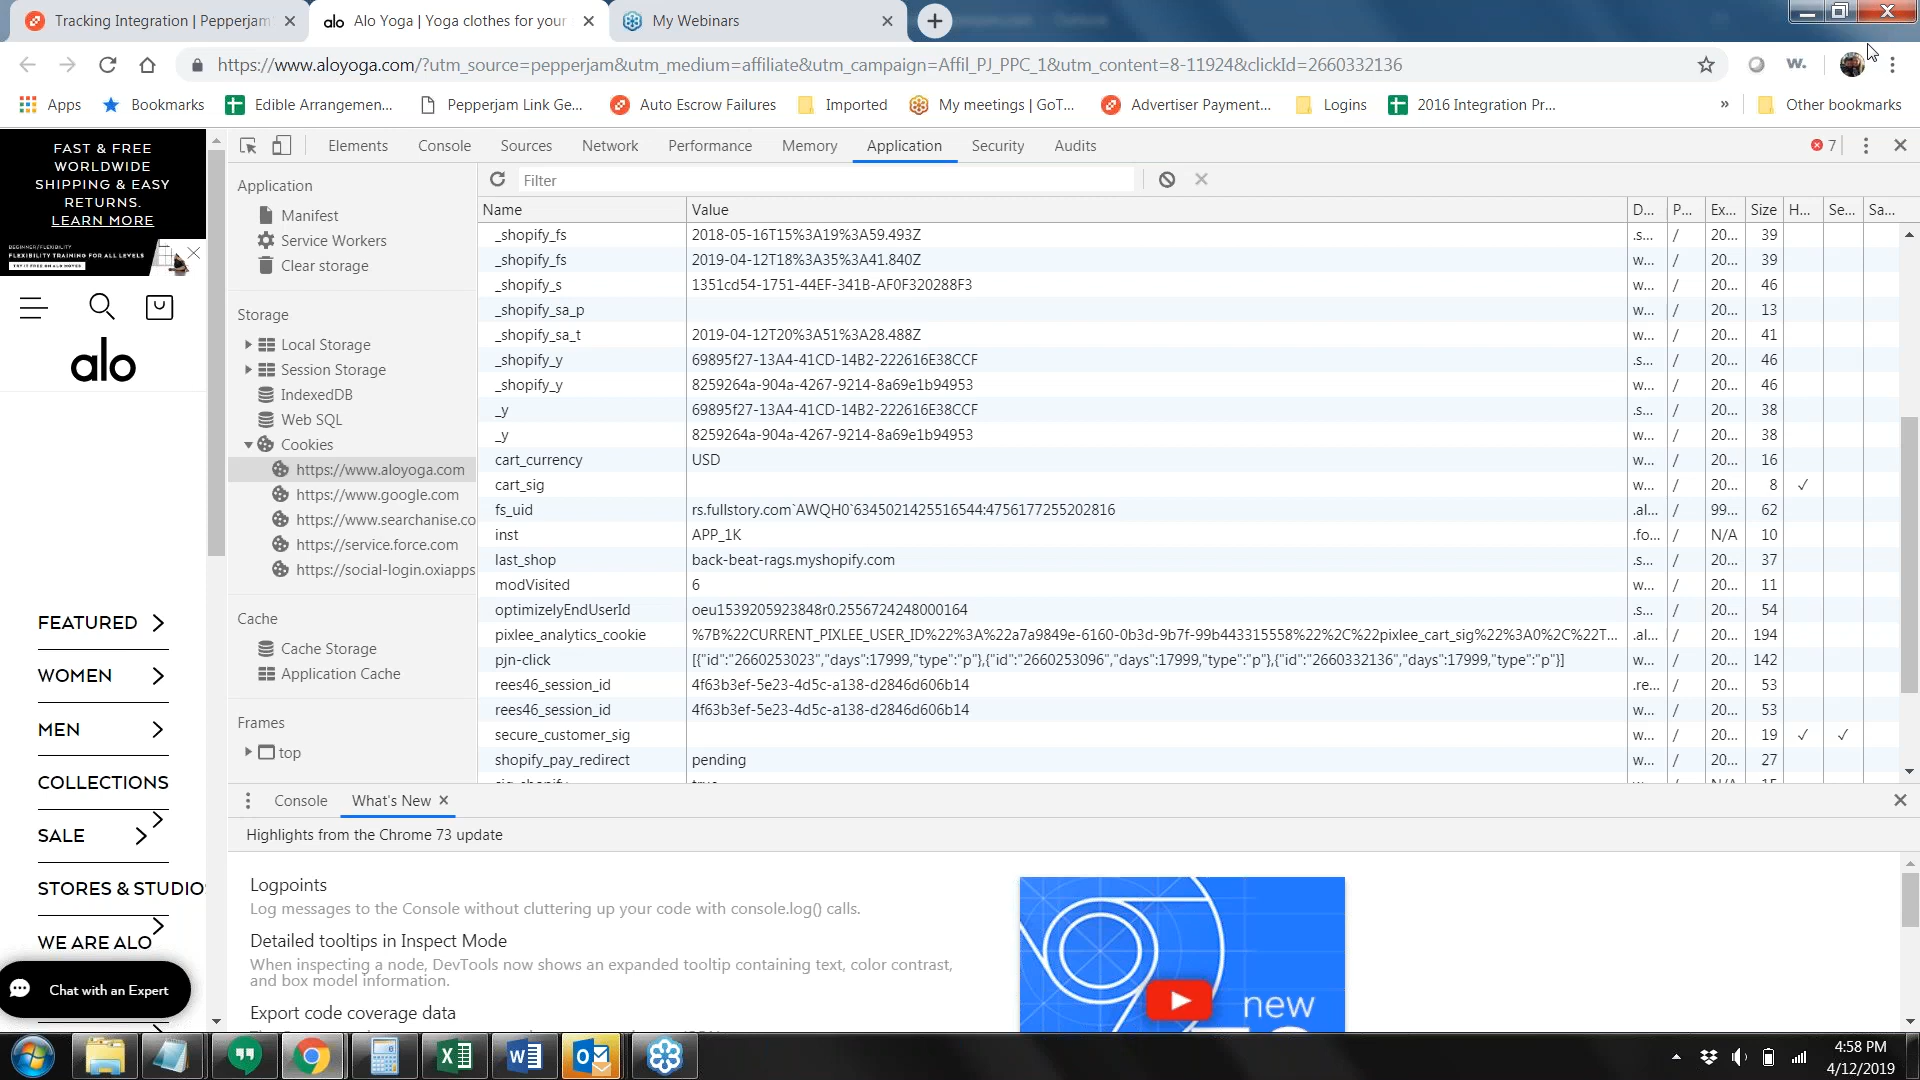 Tracking Integration | Pepperjam
alo Alo Yoga | Yoga clothes for your
My Webinars
https://www.aloyoga.com/?utm_source=pepperjam&utm_medium=affiliate&utm_campaign=Affil_PJ_PPC_1&utm_content=8-11924&clickId=2660332136
w.
Apps Bookmarks Edible Arrangemen... Pepperjam Link Ge... Auto Escrow Failures Imported My meetings | GoT... Advertiser Payment... Logins 2016 Integration Pr... » Other bookmarks
FAST & FREE
WORLDWIDE
SHIPPING & EASY
RETURNS.
LEARN MORE
FLEXIBILITY TRAINING FOR ALL LEVELS
alo
FEATURED
WOMEN
MEN
COLLECTIONS
SALE
STORES & STUDIO
WE ARE ALO
Chat with an Expert
Elements Console Sources Network Performance Memory Application Security Audits 7
Application
Manifest
Service Workers
Clear storage
Storage
Local Storage
Session Storage
IndexedDB
Web SQL
Cookies
https://www.aloyoga.com
https://www.google.com
https://www.searchanise.co
https://service.force.com
https://social-login.oxiapps
Cache
Cache Storage
Application Cache
Frames
top
Filter
Name Value D... P... Ex... Size H... Se... Sa...
_shopify_fs 2018-05-16T15%3A19%3A59.493Z .s... / 20... 39
_shopify_fs 2019-04-12T18%3A35%3A41.840Z w... / 20... 39
_shopify_s 1351cd54-1751-44EF-341B-AF0F320288F3 w... / 20... 46
_shopify_sa_p w... / 20... 13
_shopify_sa_t 2019-04-12T20%3A51%3A28.488Z w... / 20... 41
_shopify_y 69895f27-13A4-41CD-14B2-222616E38CCF .s... / 20... 46
_shopify_y 8259264a-904a-4267-9214-8a69e1b94953 w... / 20... 46
_y 69895f27-13A4-41CD-14B2-222616E38CCF .s... / 20... 38
_y 8259264a-904a-4267-9214-8a69e1b94953 w... / 20... 38
cart_currency USD w... / 20... 16
cart_sig w... / 20... 8 ✓
fs_uid rs.fullstory.com`AWQH0`6345021425516544:4756177255202816 .al... / 99... 62
inst APP_1K .fo... / N/A 10
last_shop back-beat-rags.myshopify.com .s... / 20... 37
modVisited 6 w... / 20... 11
optimizelyEndUserId oeu1539205923848r0.2556724248000164 .s... / 20... 54
pixlee_analytics_cookie %7B%22CURRENT_PIXLEE_USER_ID%22%3A%22a7a9849e-6160-0b3d-9b7f-99b443315558%22%2C%22pixlee_cart_sig%22%3A0%2C%22T... .al... / 20... 194
pjn-click [{"id":"2660253023","days":17999,"type":"p"},{"id":"2660253096","days":17999,"type":"p"},{"id":"2660332136","days":17999,"type":"p"}] w... / 20... 142
rees46_session_id 4f63b3ef-5e23-4d5c-a138-d2846d606b14 .re... / 20... 53
rees46_session_id 4f63b3ef-5e23-4d5c-a138-d2846d606b14 w... / 20... 53
secure_customer_sig w... / 20... 19 ✓ ✓
shopify_pay_redirect pending w... / 20... 27
Console What's New
Highlights from the Chrome 73 update
Logpoints
Log messages to the Console without cluttering up your code with console.log() calls.
Detailed tooltips in Inspect Mode
When inspecting a node, DevTools now shows an expanded tooltip containing text, color contrast,
and box model information.
Export code coverage data
new
4:58 PM
4/12/2019